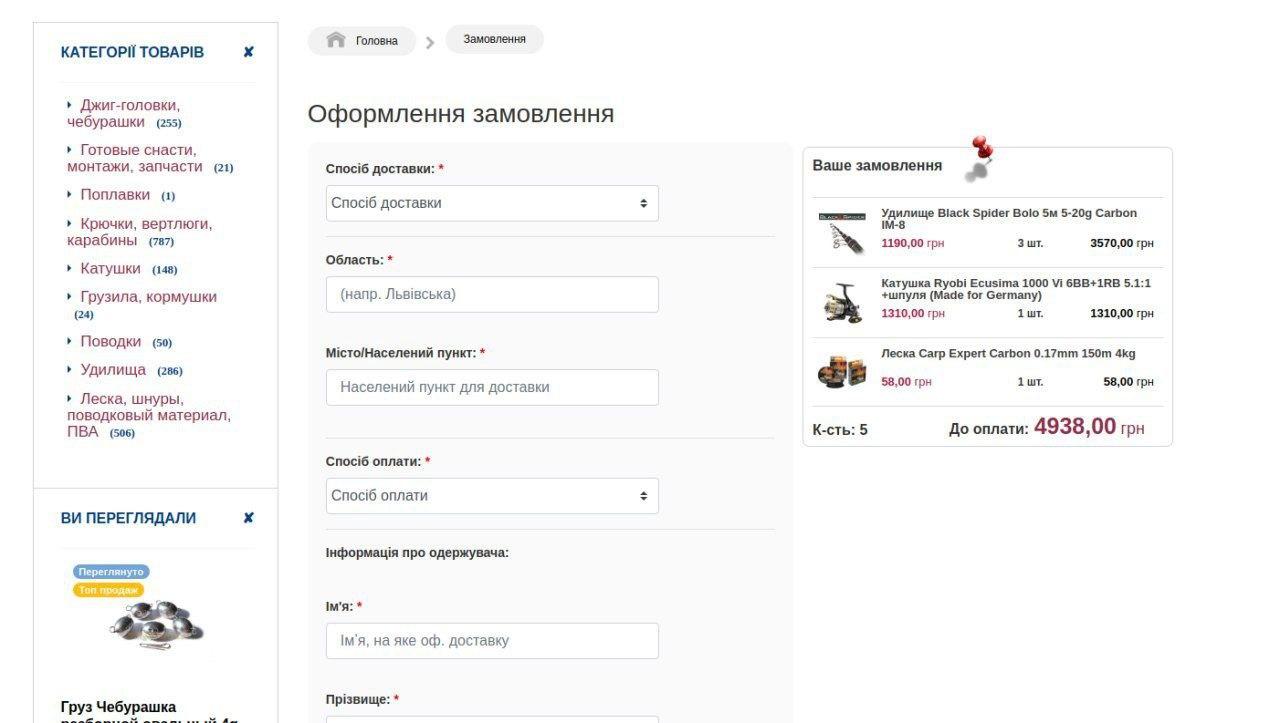 КАТЕГОРІЇ ТОВАРІВ ✘
Джиг-головки,
чебурашки (255)
Готовые снасти,
монтажи, запчасти (21)
Поплавки (1)
Крючки, вертлюги,
карабины (787)
Катушки (148)
Грузила, кормушки
(24)
Поводки (50)
Удилища (286)
Леска, шнуры,
поводковый материал,
ПВА (506)
ВИ ПЕРЕГЛЯДАЛИ ✘
Переглянуто
Топ продаж
Груз Чебурашка
разборной овальный 4g
Головна
Замовлення
Оформлення замовлення
Спосіб доставки: *
Спосіб доставки
Область: *
(напр. Львівська)
Місто/Населений пункт: *
Населений пункт для доставки
Спосіб оплати: *
Спосіб оплати
Інформація про одержувача:
Ім'я: *
Ім'я, на яке оф. доставку
Прізвище: *
Ваше замовлення
BLACK SPIDER
Удилище Black Spider Bolo 5м 5-20g Carbon
IM-8
1190,00 грн 3 шт. 3570,00 грн
Катушка Ryobi Ecusima 1000 Vi 6BB+1RB 5.1:1
+шпуля (Made for Germany)
1310,00 грн 1 шт. 1310,00 грн
Леска Carp Expert Carbon 0.17mm 150m 4kg
58,00 грн 1 шт. 58,00 грн
К-сть: 5 До оплати: 4938,00 грн